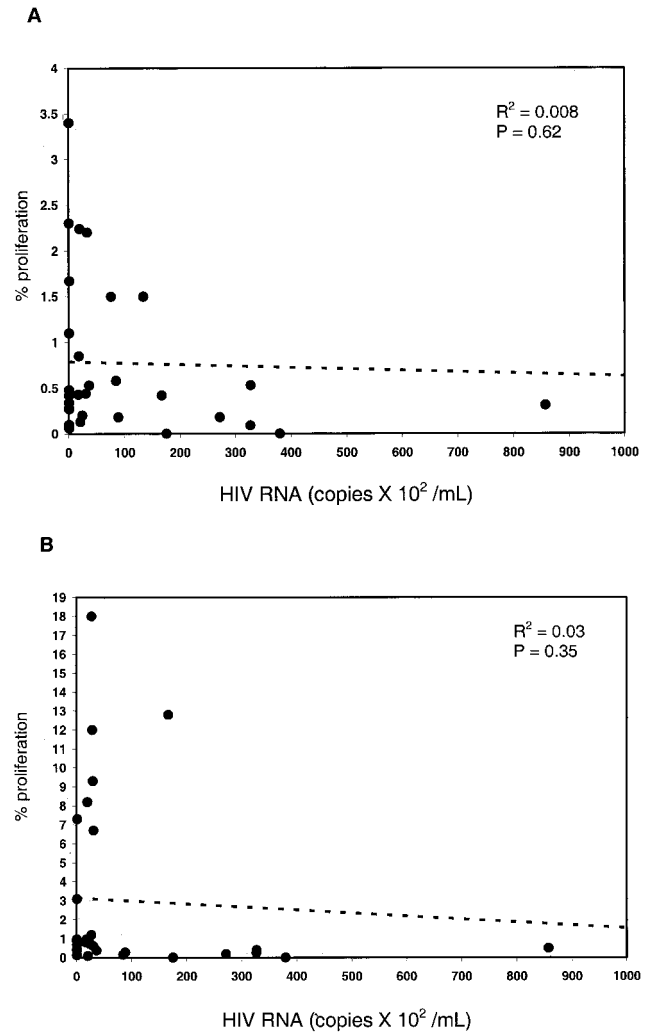 A
4
3.5
3
2.5
2
1.5
1
0.5
0
% proliferation
R² = 0.008
P = 0.62
0 100 200 300 400 500 600 700 800 900 1000
HIV RNA (copies X 10² /mL)
B
19
18
17
16
15
14
13
12
11
10
9
8
7
6
5
4
3
2
1
0
% proliferation
R² = 0.03
P = 0.35
0 100 200 300 400 500 600 700 800 900 1000
HIV RNA (copies X 10² /mL)